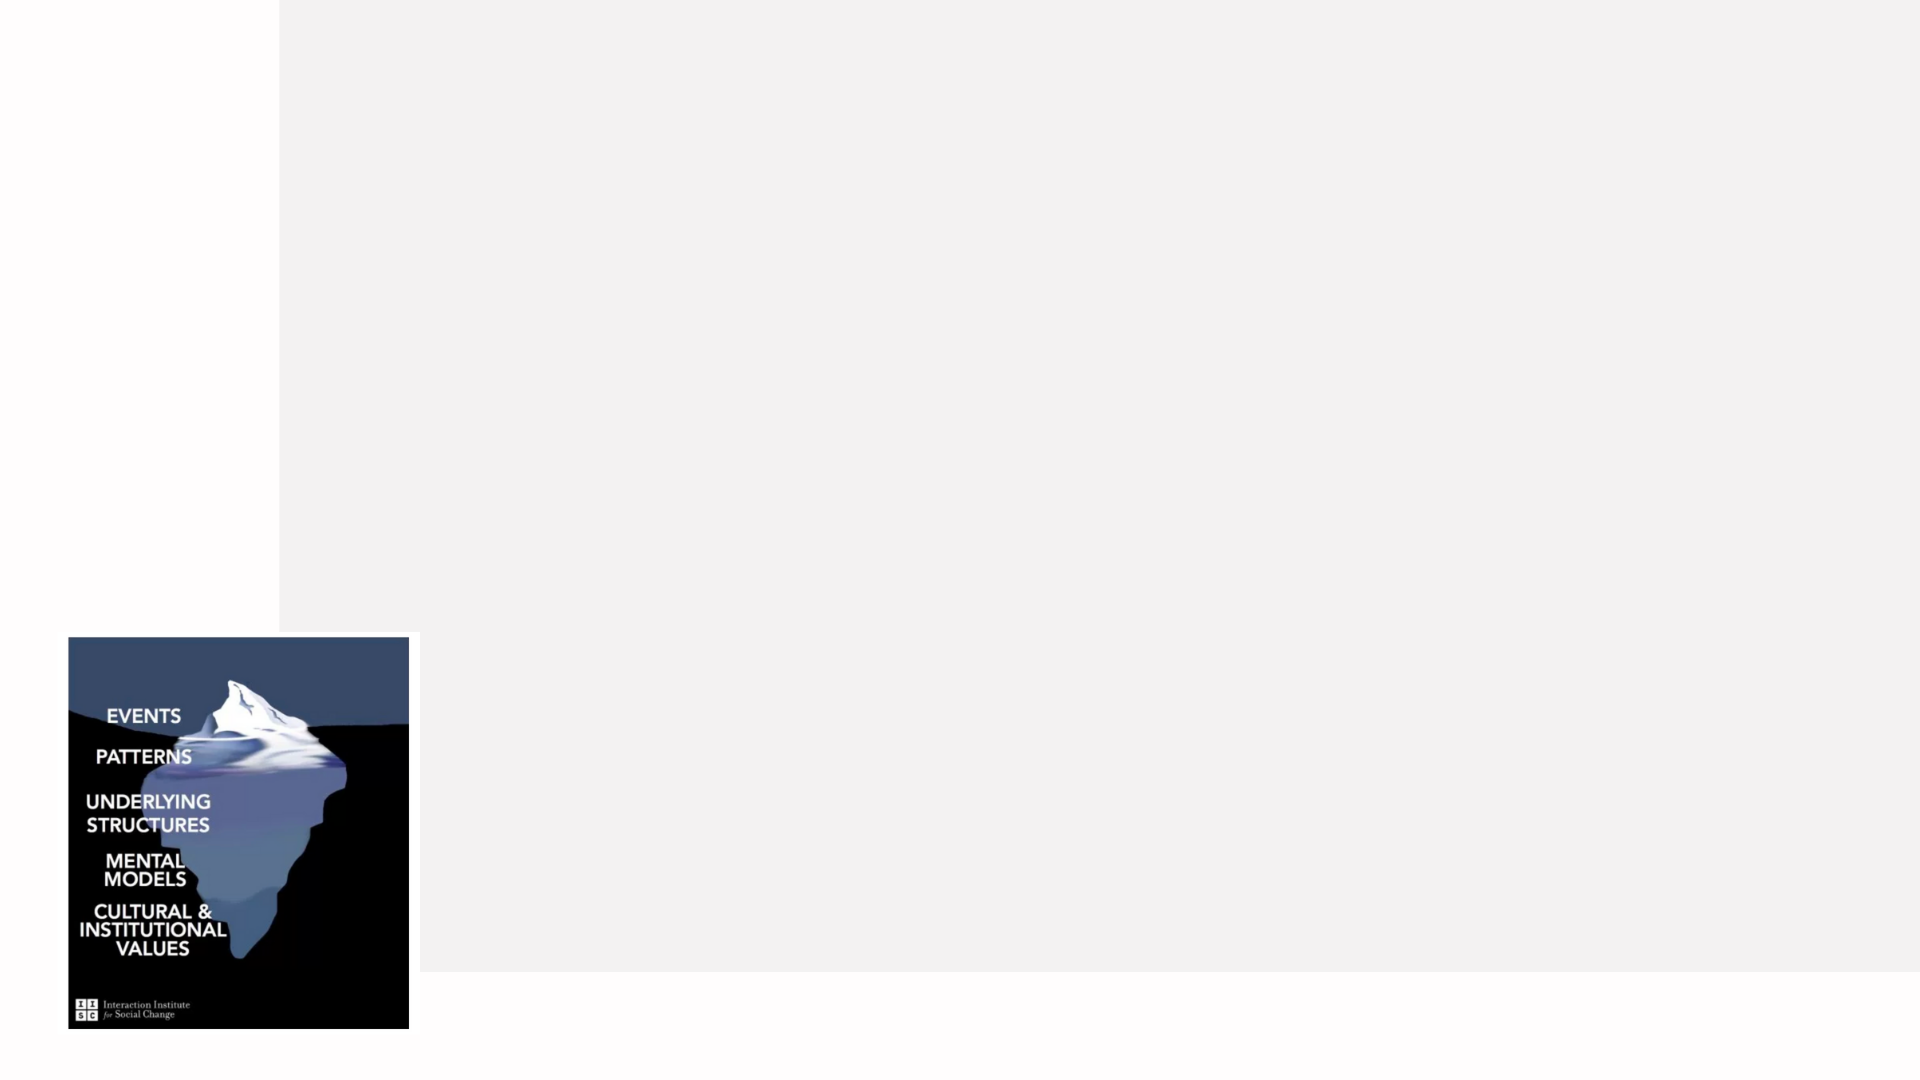 EVENTS
PATTERNS
UNDERLYING
STRUCTURES
MENTAL
MODELS
CULTURAL &
INSTITUTIONAL
VALUES
I I
S C
Interaction Institute
for Social Change